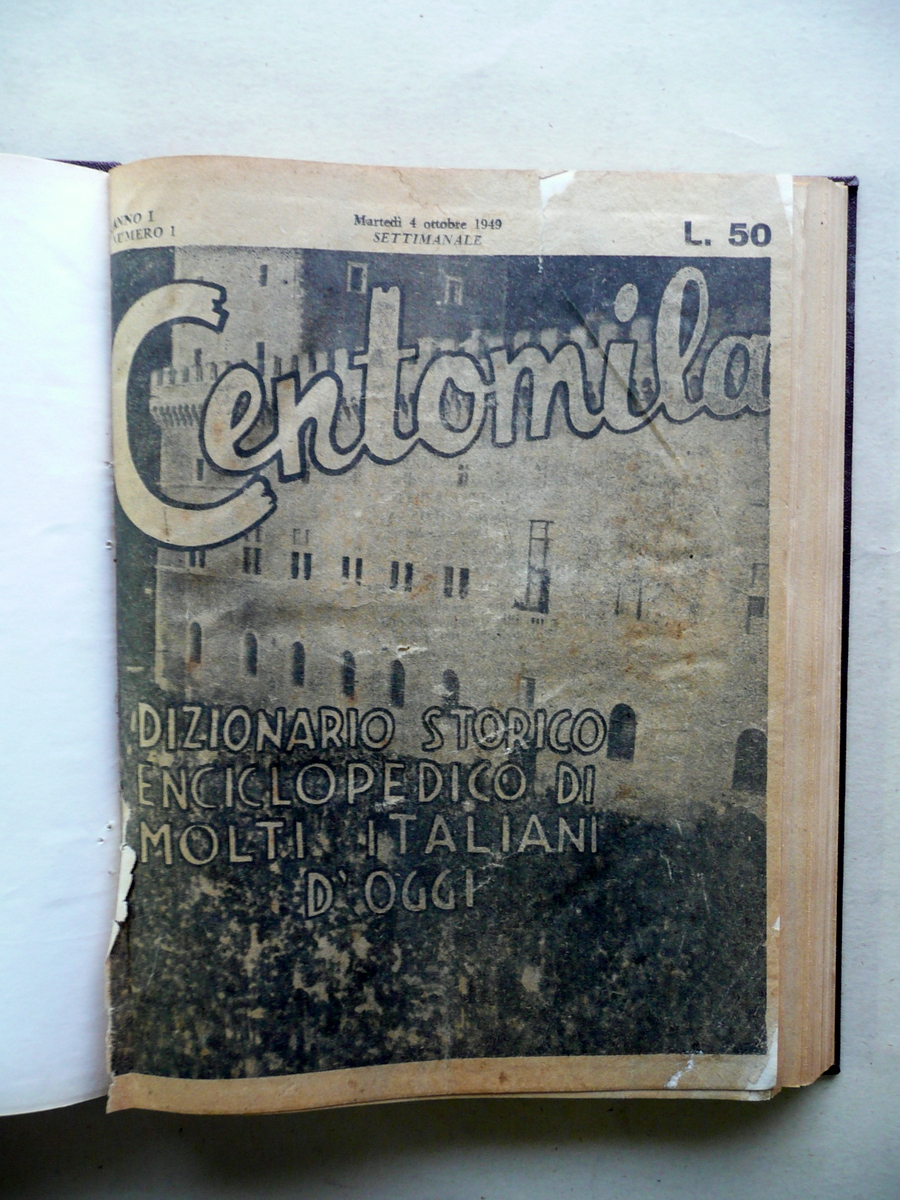 ANNO I
NUMERO 1
Martedì 4 ottobre 1949
SETTIMANALE
L. 50
Centomila
DIZIONARIO STORICO
ENCICLOPEDICO DI
MOLTI ITALIANI
D'OGGI